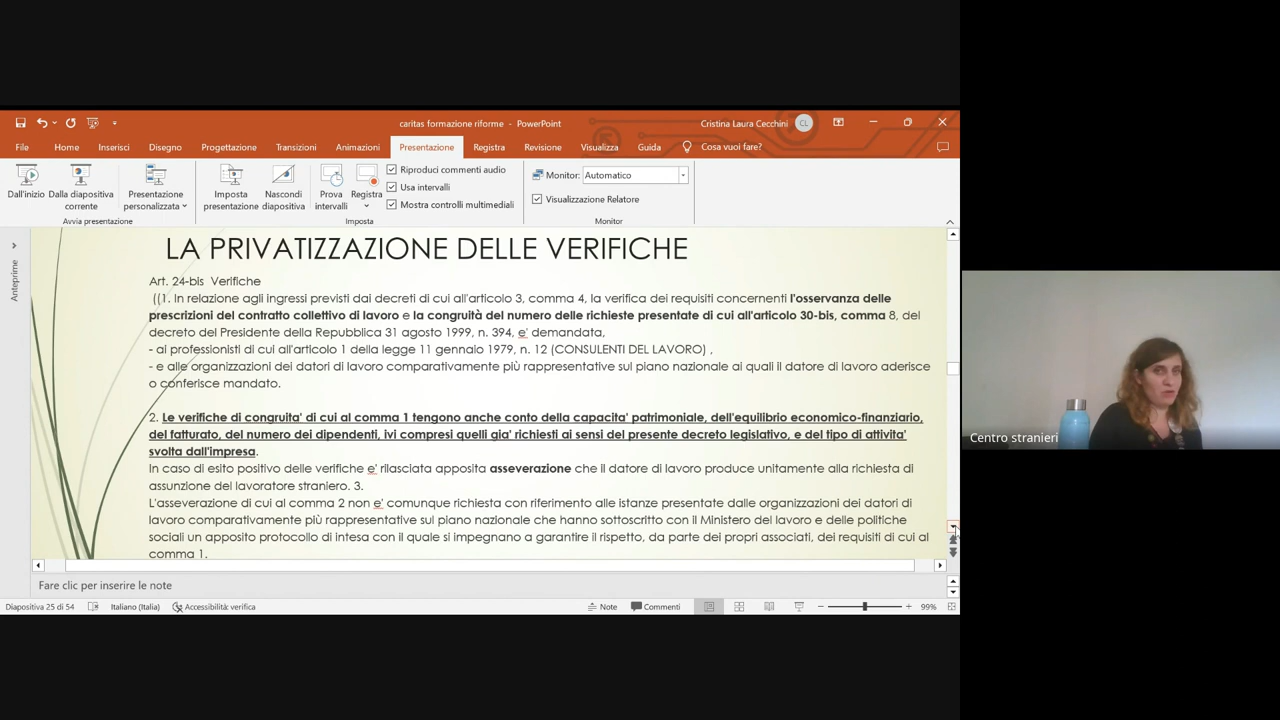 caritas formazione riforme - PowerPoint
Cristina Laura Cecchini
CL
File Home Inserisci Disegno Progettazione Transizioni Animazioni Presentazione Registra Revisione Visualizza Guida Cosa vuoi fare?
Dall'inizio
Dalla diapositiva corrente
Presentazione personalizzata
Avvia presentazione
Imposta presentazione
Nascondi diapositiva
Prova intervalli
Registra
Riproduci commenti audio
Usa intervalli
Mostra controlli multimediali
Imposta
Monitor: Automatico
Visualizzazione Relatore
Monitor
Anteprime
LA PRIVATIZZAZIONE DELLE VERIFICHE
Art. 24-bis Verifiche
((1. In relazione agli ingressi previsti dai decreti di cui all'articolo 3, comma 4, la verifica dei requisiti concernenti l'osservanza delle
prescrizioni del contratto collettivo di lavoro e la congruità del numero delle richieste presentate di cui all'articolo 30-bis, comma 8, del
decreto del Presidente della Repubblica 31 agosto 1999, n. 394, e' demandata,
- ai professionisti di cui all'articolo 1 della legge 11 gennaio 1979, n. 12 (CONSULENTI DEL LAVORO) ,
- e alle organizzazioni dei datori di lavoro comparativamente più rappresentative sul piano nazionale ai quali il datore di lavoro aderisce
o conferisce mandato.
2. Le verifiche di congruita' di cui al comma 1 tengono anche conto della capacita' patrimoniale, dell'equilibrio economico-finanziario,
del fatturato, del numero dei dipendenti, ivi compresi quelli gia' richiesti ai sensi del presente decreto legislativo, e del tipo di attivita'
svolta dall'impresa.
In caso di esito positivo delle verifiche e' rilasciata apposita asseverazione che il datore di lavoro produce unitamente alla richiesta di
assunzione del lavoratore straniero. 3.
L'asseverazione di cui al comma 2 non e' comunque richiesta con riferimento alle istanze presentate dalle organizzazioni dei datori di
lavoro comparativamente più rappresentative sul piano nazionale che hanno sottoscritto con il Ministero del lavoro e delle politiche
sociali un apposito protocollo di intesa con il quale si impegnano a garantire il rispetto, da parte dei propri associati, dei requisiti di cui al
comma 1.
Fare clic per inserire le note
Diapositiva 25 di 54 Italiano (Italia) Accessibilità: verifica Note Commenti 99%
Centro stranieri